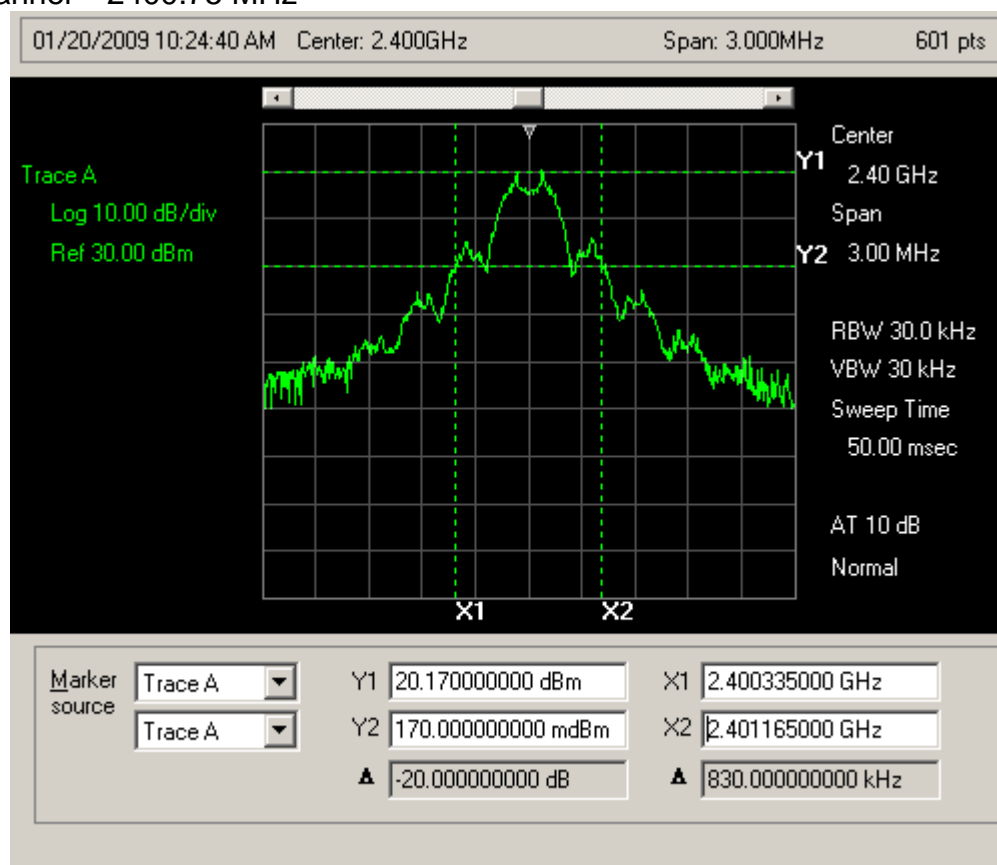 2400.75 MHz
01/20/2009 10:24:40 AM Center: 2.400GHz Span: 3.000MHz 601 pts
Trace A
Log 10.00 dB/div
Ref 30.00 dBm
Y1
Y2
X1 X2
Center
2.40 GHz
Span
3.00 MHz
RBW 30.0 kHz
VBW 30 kHz
Sweep Time
50.00 msec
AT 10 dB
Normal
Marker source
Trace A
Trace A
Y1 20.170000000 dBm X1 2.400335000 GHz
Y2 170.000000000 mdBm X2 2.401165000 GHz
Δ -20.000000000 dB Δ 830.000000000 kHz